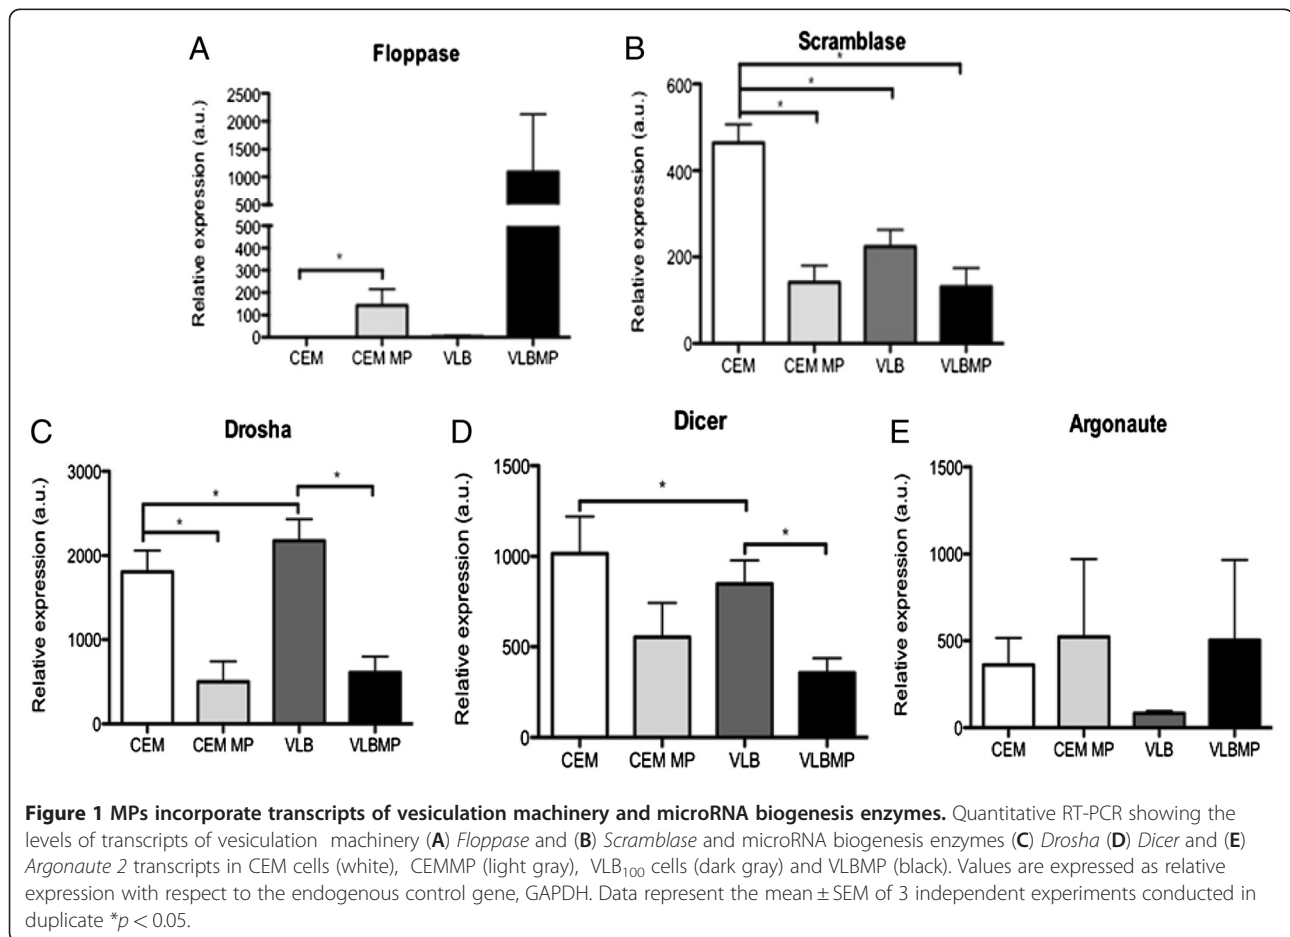 A
Floppase
Relative expression (a.u.)
2500
2000
1500
1000
500
500
400
300
200
100
0
*
CEM
CEM MP
VLB
VLBMP
B
Scramblase
Relative expression (a.u.)
600
400
200
0
*
*
*
CEM
CEM MP
VLB
VLBMP
C
Drosha
Relative expression (a.u.)
3000
2000
1000
0
*
*
*
CEM
CEM MP
VLB
VLBMP
D
Dicer
Relative expression (a.u.)
1500
1000
500
0
*
*
CEM
CEM MP
VLB
VLBMP
E
Argonaute
Relative expression (a.u.)
1500
1000
500
0
CEM
CEM MP
VLB
VLBMP
Figure 1 MPs incorporate transcripts of vesiculation machinery and microRNA biogenesis enzymes. Quantitative RT-PCR showing the
levels of transcripts of vesiculation machinery (A) Floppase and (B) Scramblase and microRNA biogenesis enzymes (C) Drosha (D) Dicer and (E)
Argonaute 2 transcripts in CEM cells (white), CEMMP (light gray), VLB₁₀₀ cells (dark gray) and VLBMP (black). Values are expressed as relative
expression with respect to the endogenous control gene, GAPDH. Data represent the mean ± SEM of 3 independent experiments conducted in
duplicate *p < 0.05.